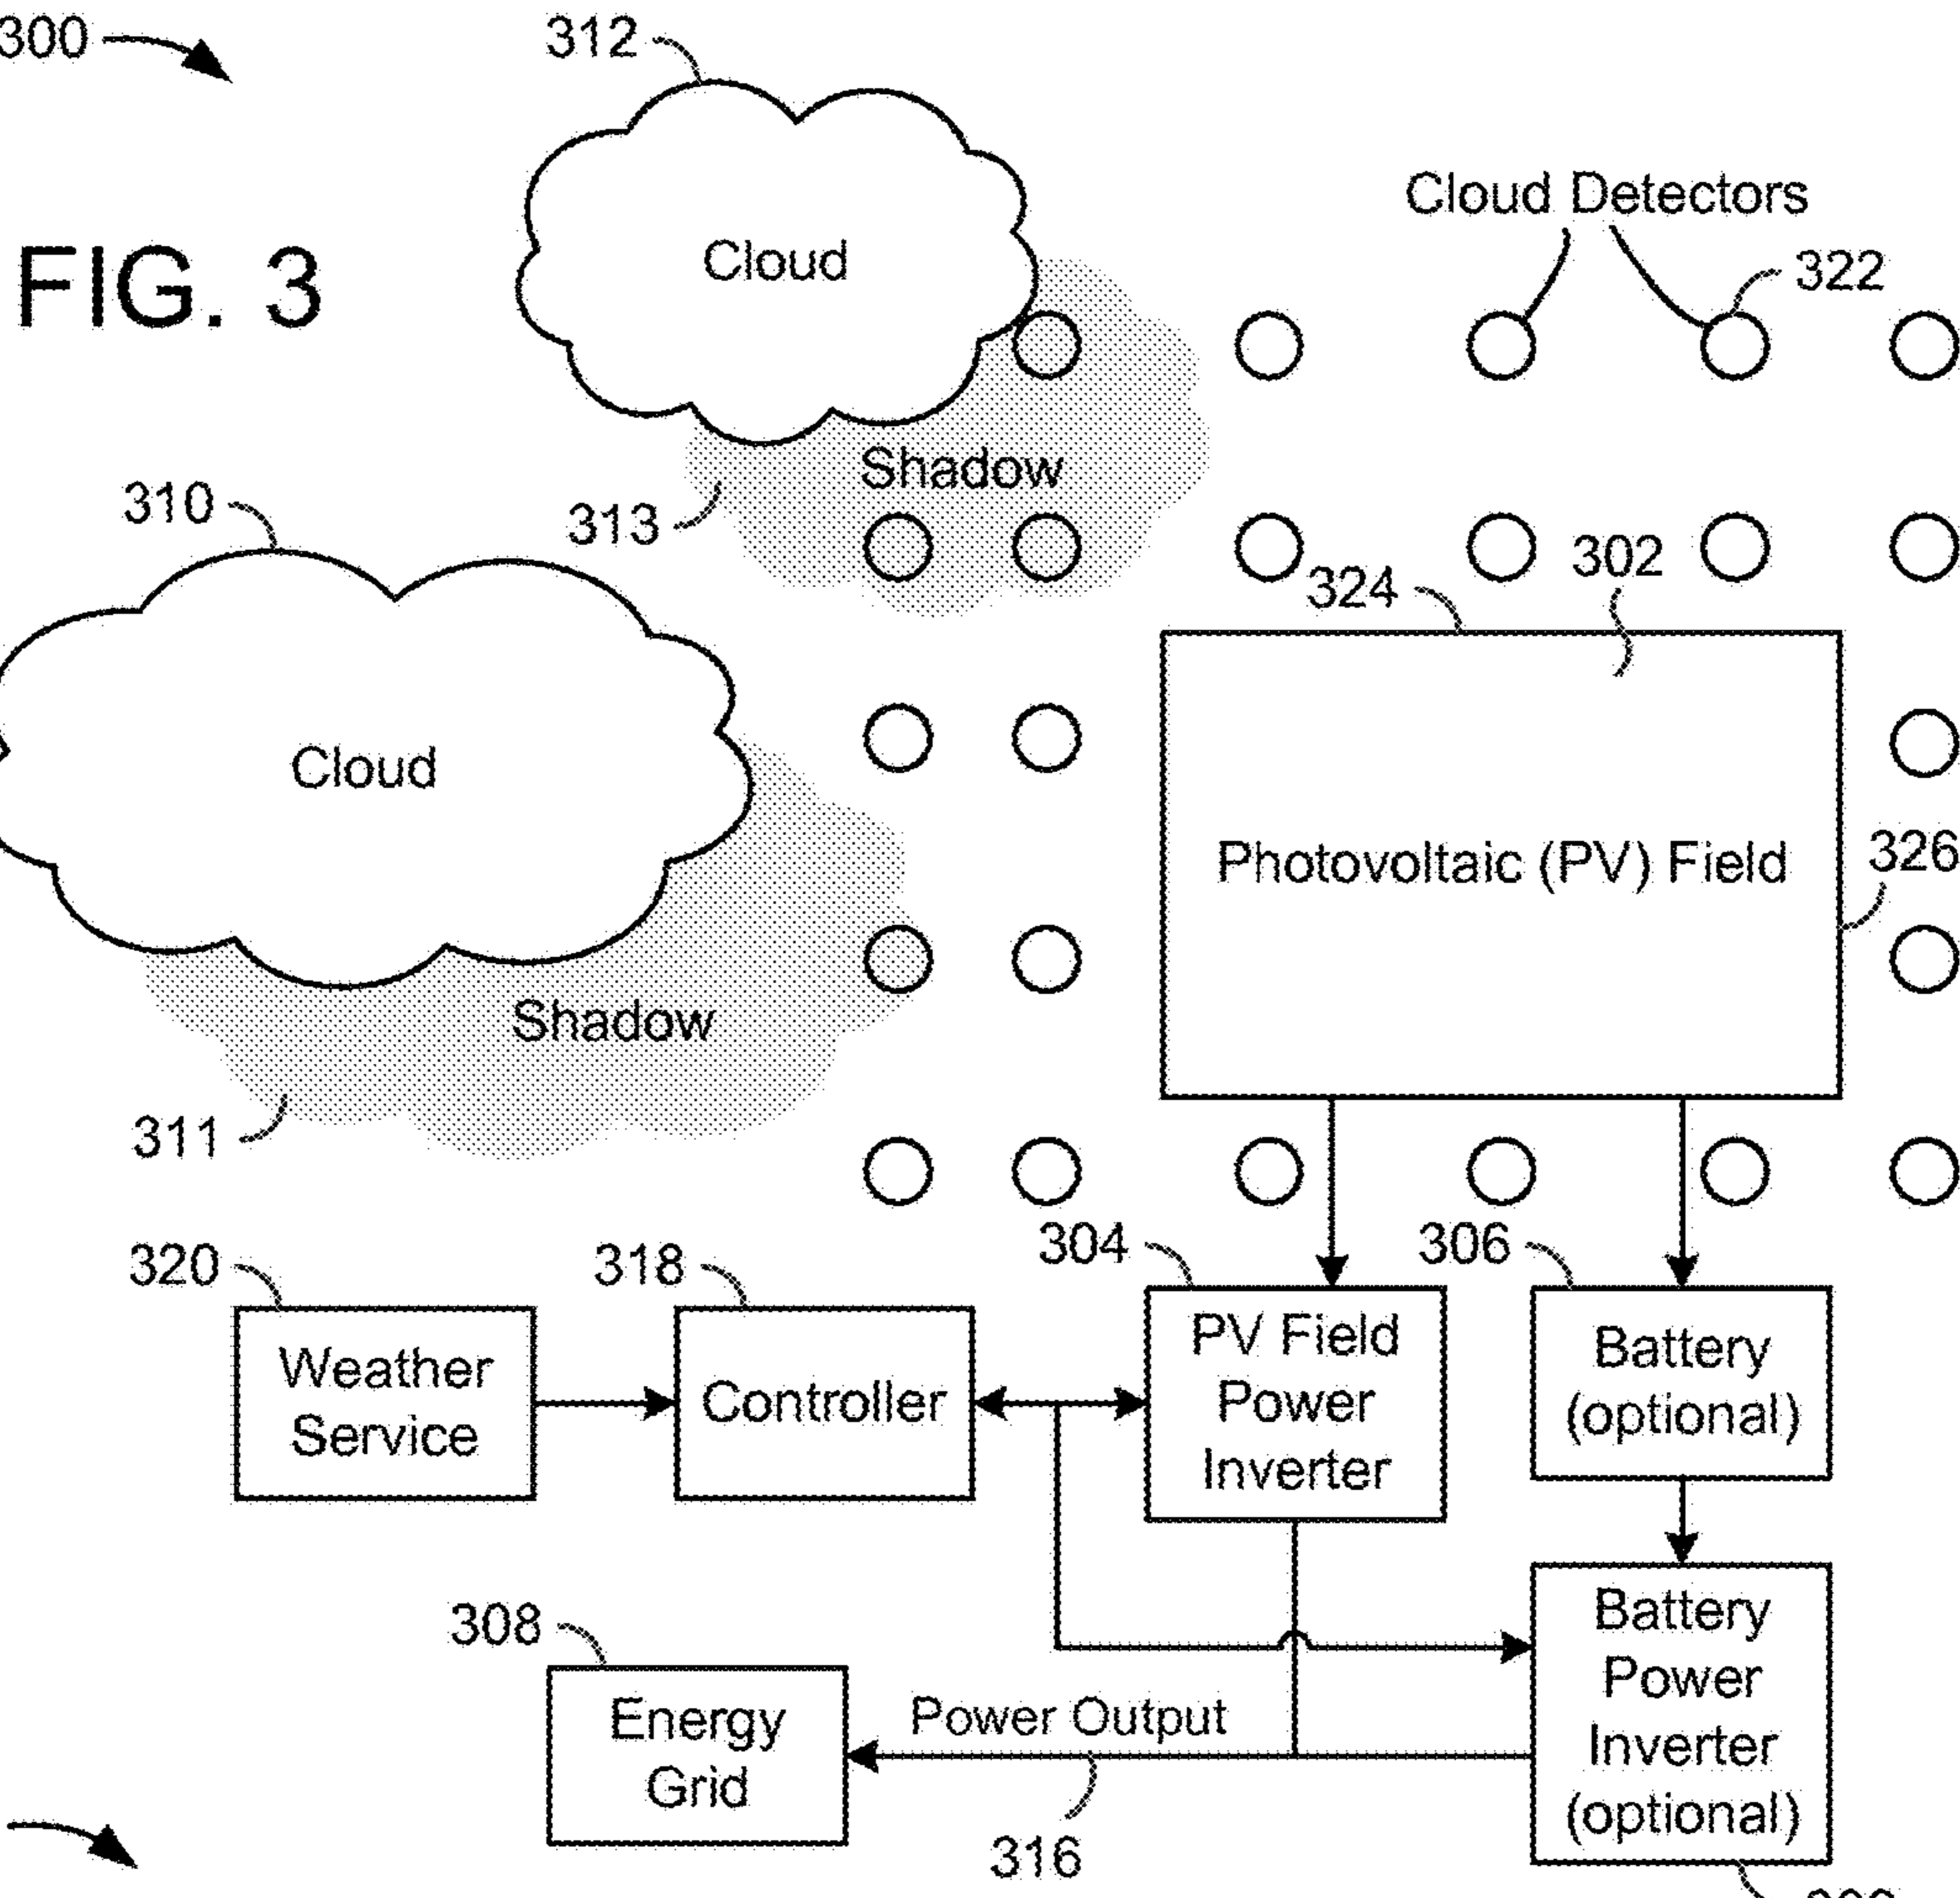 300
312
Cloud Detectors
322
FIG. 3
Cloud
Shadow
313
310
324
302
Cloud
Photovoltaic (PV) Field
326
Shadow
311
304
306
320
318
Weather
Service
Controller
PV Field
Power
Inverter
Battery
(optional)
308
Energy
Grid
Power Output
316
Battery
Power
Inverter
(optional)